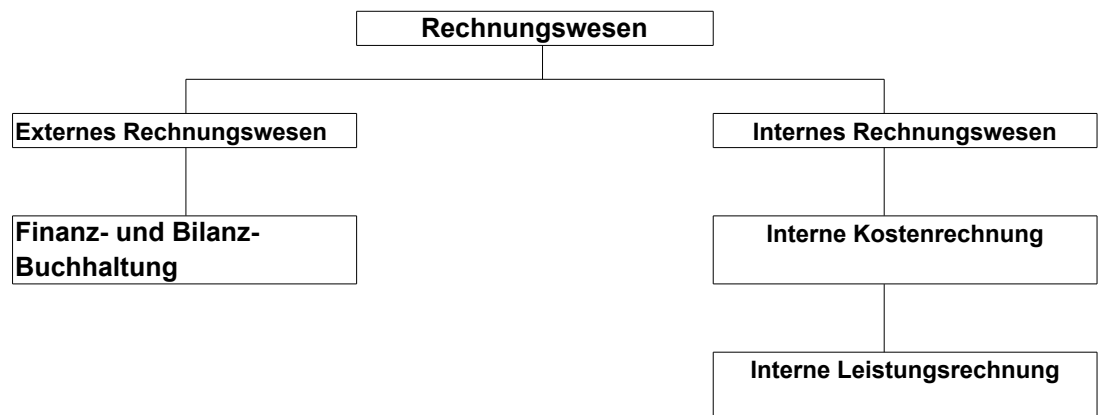 Rechnungswesen
Externes Rechnungswesen
Internes Rechnungswesen
Finanz- und Bilanz-
Buchhaltung
Interne Kostenrechnung
Interne Leistungsrechnung